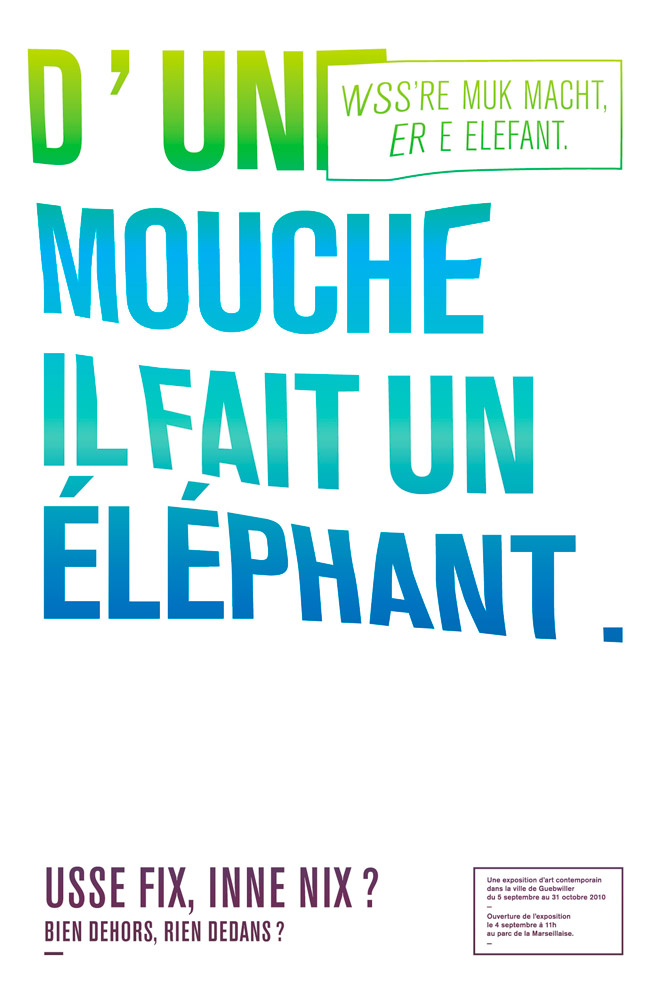 D'UNE
WSS'RE MUK MACHT,
ER E ELEFANT.
MOUCHE
IL FAIT UN
ÉLÉPHANT.
USSE FIX, INNE NIX ?
BIEN DEHORS, RIEN DEDANS ?
Une exposition d'art contemporain
dans la ville de Guebwiller
du 5 septembre au 31 octobre 2010
Ouverture de l'exposition
le 4 septembre à 11h
au parc de la Marseillaise.